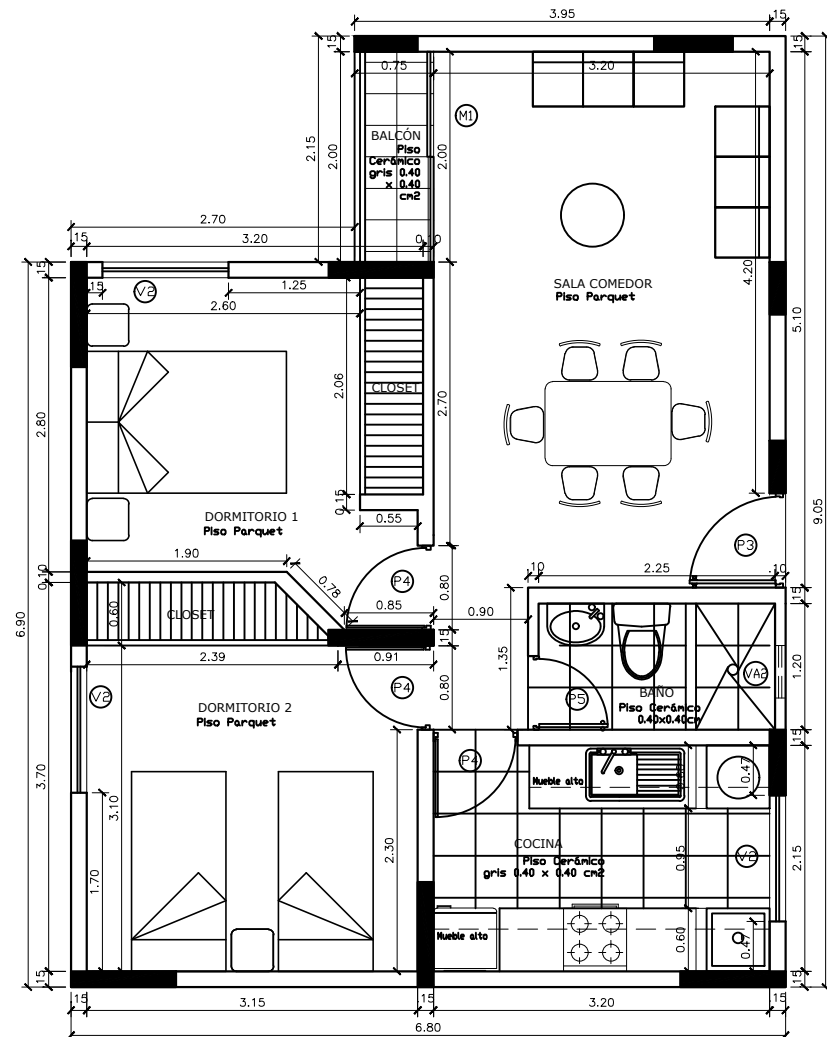 3.95
.15
.15
.15
0.75
3.20
M1
BALCÓN
Piso
Cerámico
gris 0.40
x 0.40
cm2
2.15
2.00
2.00
2.70
.15
3.20
0.10
.15
.15
V2
1.25
2.60
SALA COMEDOR
Piso Parquet
4.20
5.10
2.06
CLOSET
2.70
2.80
9.05
0.15
0.55
DORMITORIO 1
Piso Parquet
1.90
0.78
P3
.10
2.25
.10
0.10
P4
0.80
0.85
0.90
.15
0.60
CLOSET
6.90
.15
1.35
1.20
2.39
0.91
P4
0.80
VA2
BAÑO
P5
Piso Cerámico
0.40x0.40cm
V2
DORMITORIO 2
Piso Parquet
.15
P4
Mueble alto
0.60
0.47
3.70
3.10
1.70
2.30
COCINA
Piso Cerámico
gris 0.40 x 0.40 cm2
0.95
V2
2.15
Mueble alto
0.60
0.47
.15
.15
.15
3.15
.15
3.20
.15
6.80